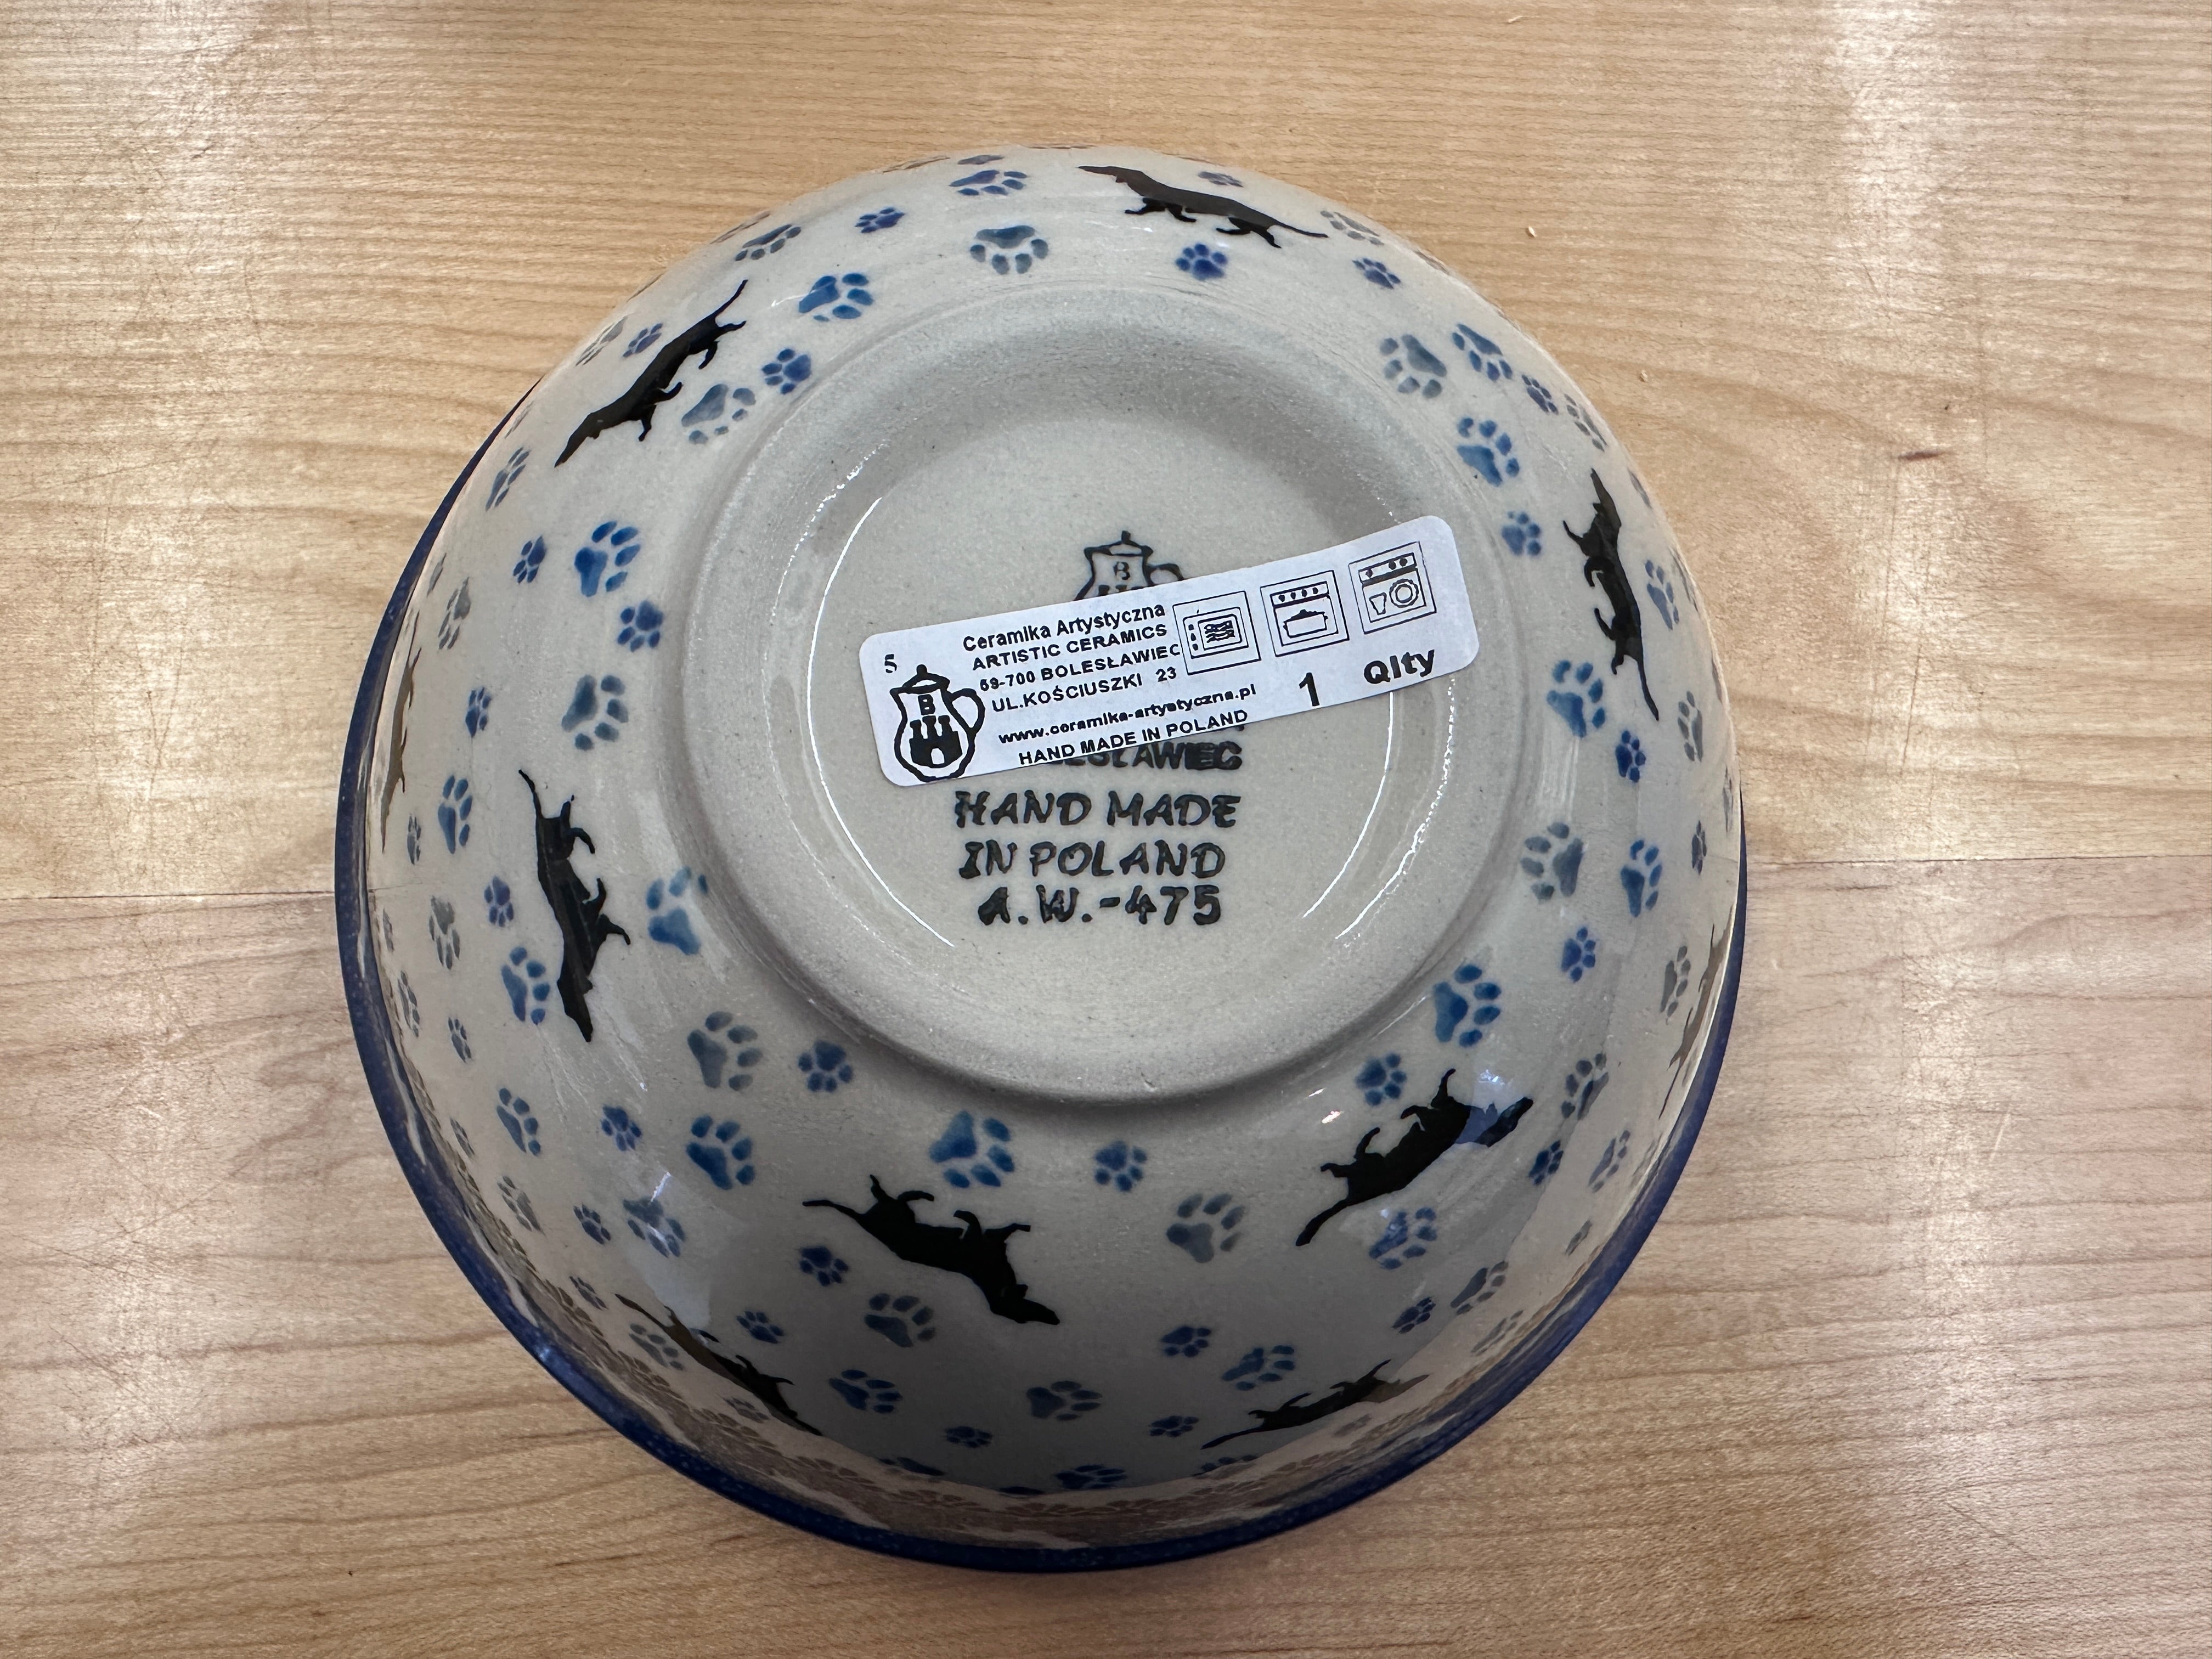 B
5
Ceramika Artystyczna
ARTISTIC CERAMICS
59-700 BOLESŁAWIEC
UL.KOŚCIUSZKI 23
www.ceramika-artystyczna.pl
HAND MADE IN POLAND
B
1 Qlty
HAND MADE
IN POLAND
A.W.-475